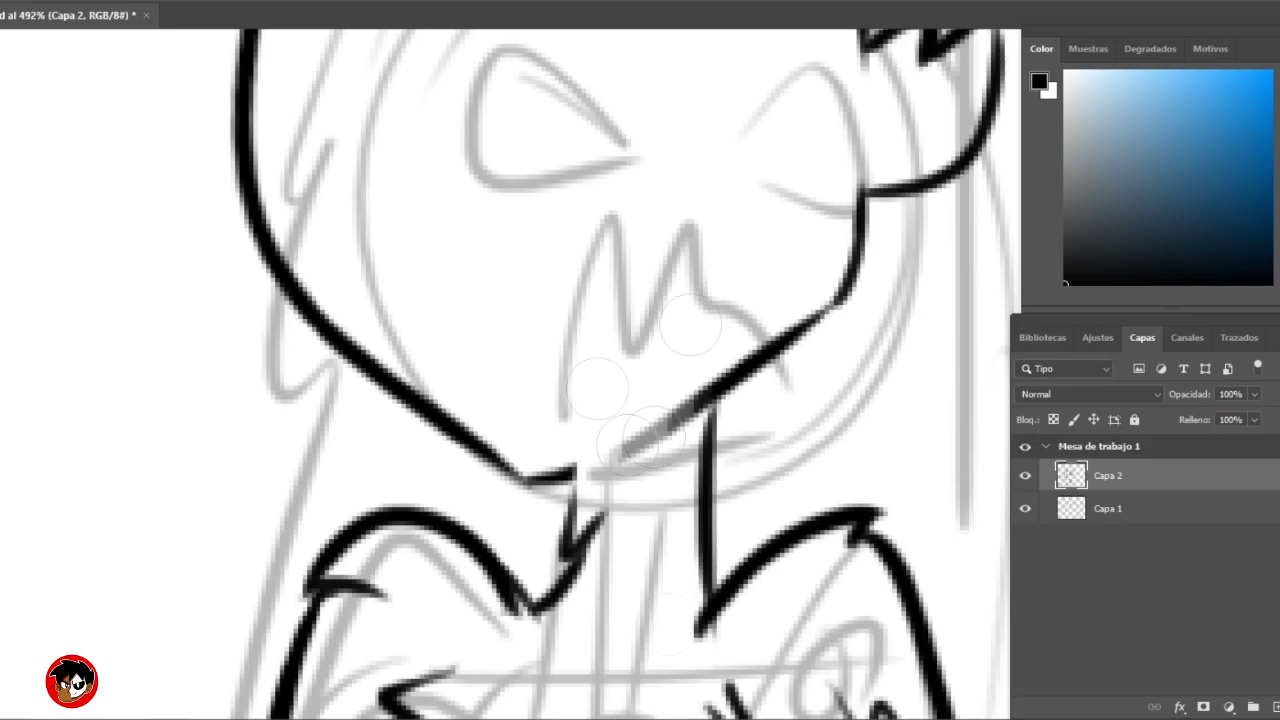 d al 492% (Capa 2, RGB/8#) * ×
Color Muestras Degradados Motivos
Bibliotecas Ajustes Capas Canales Trazados
Tipo
Normal Opacidad: 100%
Bloq.: Relleno: 100%
Mesa de trabajo 1
Capa 2
Capa 1
fx